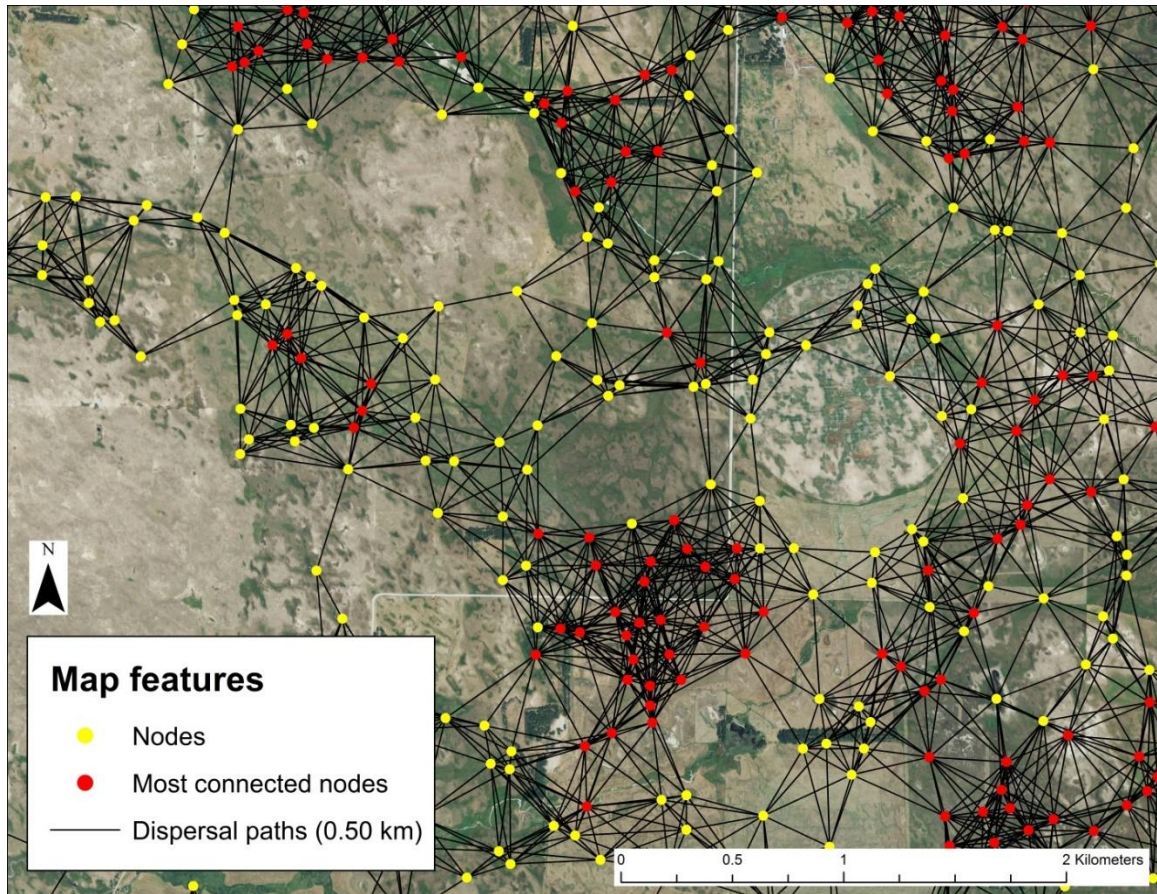 N
Map features
Nodes
Most connected nodes
Dispersal paths (0.50 km)
0 0.5 1 2 Kilometers